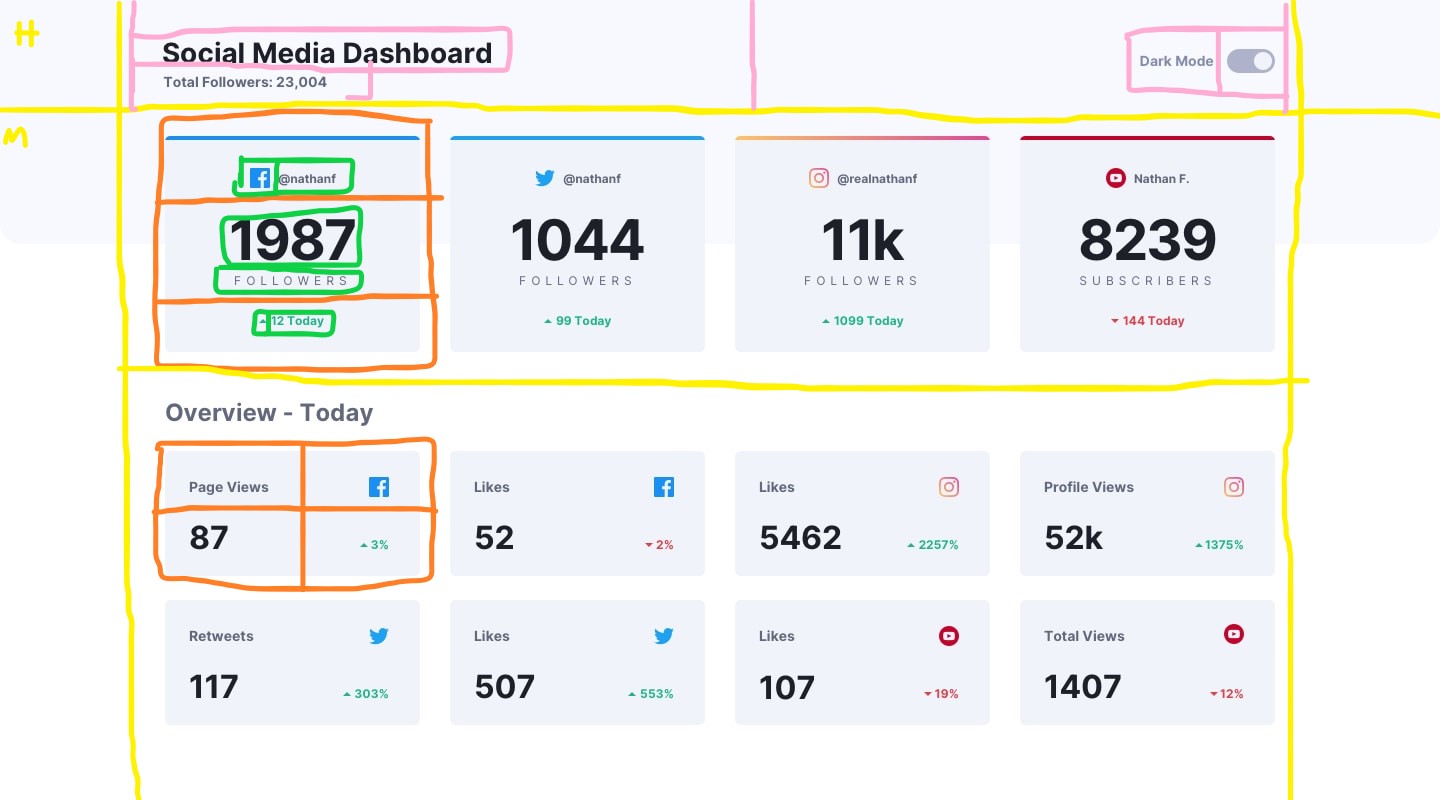 H
Social Media Dashboard
Dark Mode
Total Followers: 23,004
M
@nathanf
@nathanf
@realnathanf
Nathan F.
1987
1044
11k
8239
FOLLOWERS
FOLLOWERS
FOLLOWERS
SUBSCRIBERS
12 Today
99 Today
1099 Today
144 Today
Overview - Today
Page Views
Likes
Likes
Profile Views
87
3%
52
2%
5462
2257%
52k
1375%
Retweets
Likes
Likes
Total Views
117
303%
507
553%
107
19%
1407
12%